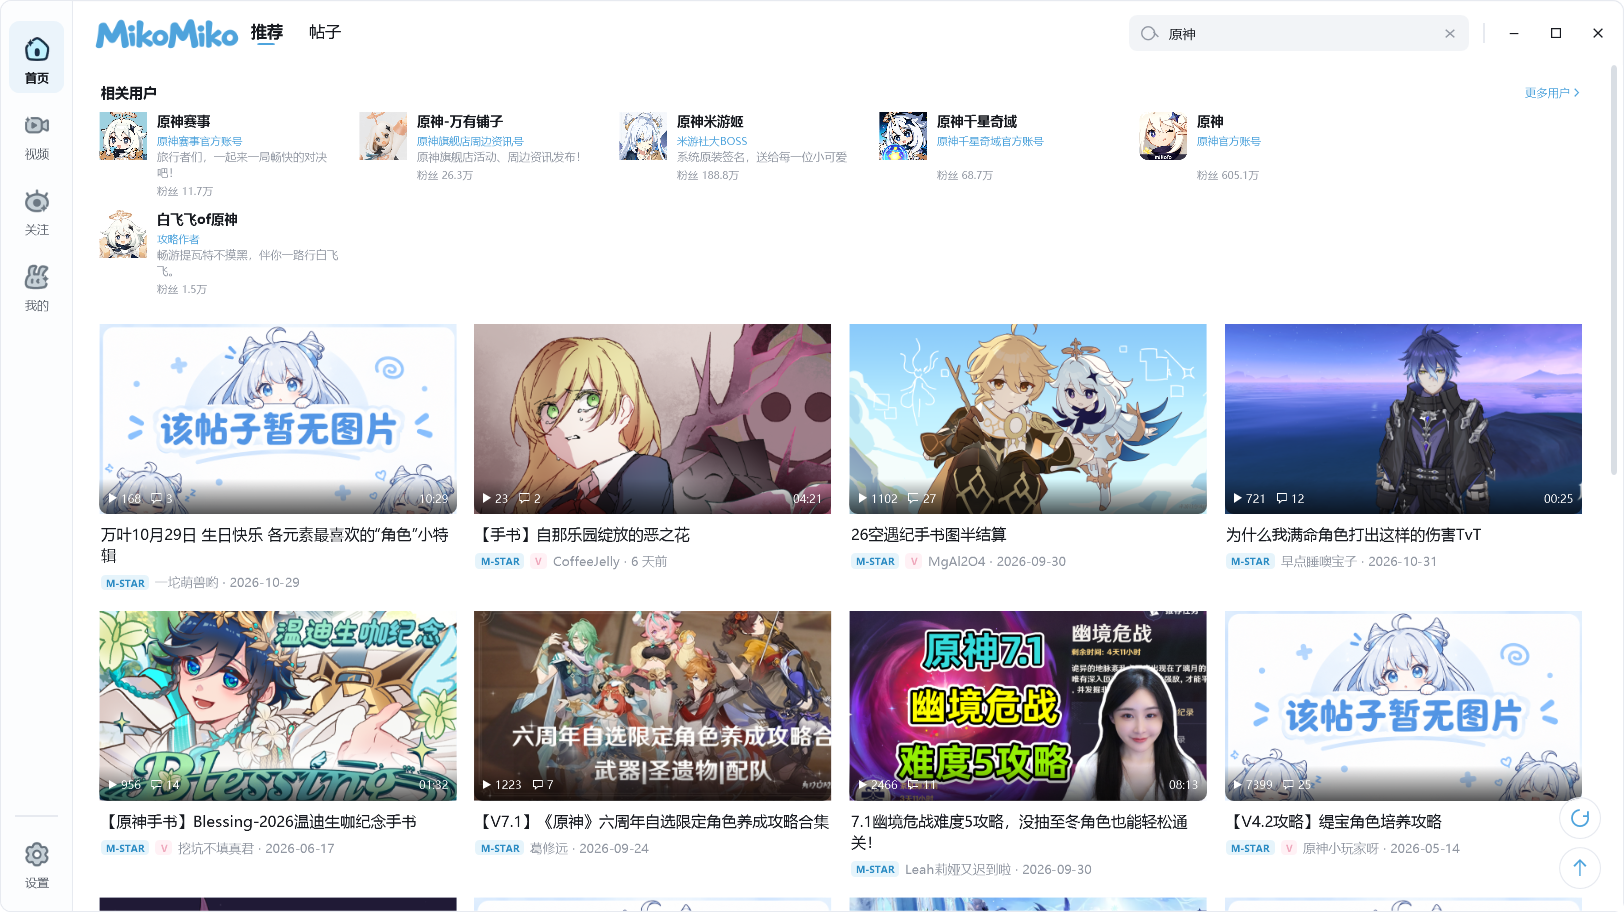 MikoMiko
推荐
帖子
原神
首页
视频
关注
我的
设置
相关用户
更多用户
原神赛事
原神赛事官方账号
旅行者们，一起来一局畅快的对决
吧！
粉丝 11.7万
原神-万有铺子
原神旗舰店周边资讯号
原神旗舰店活动、周边资讯发布！
粉丝 26.3万
原神米游姬
米游社大BOSS
系统原装签名，送给每一位小可爱
粉丝 188.8万
原神千星奇域
原神千星奇域官方账号
粉丝 68.7万
原神
原神官方账号
粉丝 605.1万
白飞飞of原神
攻略作者
畅游提瓦特不摸黑，伴你一路行白飞
飞。
粉丝 1.5万
该帖子暂无图片
168 3 10:29
万叶10月29日 生日快乐 各元素最喜欢的“角色”小特
辑
M-STAR 一坨萌兽哟 · 2026-10-29
23 2 04:21
【手书】自那乐园绽放的恶之花
M-STAR V CoffeeJelly · 6 天前
1102 27
26空遇纪手书图半结算
M-STAR V MgAl2O4 · 2026-09-30
721 12 00:25
为什么我满命角色打出这样的伤害TvT
M-STAR 早点睡噢宝子 · 2026-10-31
温迪生咖纪念
Blessing
956 14 01:32
【原神手书】Blessing-2026温迪生咖纪念手书
M-STAR V 挖坑不填真君 · 2026-06-17
六周年自选限定角色养成攻略合
武器|圣遗物|配队
1223 7
【V7.1】《原神》六周年自选限定角色养成攻略合集
M-STAR 葛修远 · 2026-09-24
原神7.1
幽境危战
难度5攻略
幽境危战
剩余时间：4天11小时
2466 11 08:13
7.1幽境危战难度5攻略，没抽至冬角色也能轻松通
关！
M-STAR Leah莉娅又迟到啦 · 2026-09-30
该帖子暂无图片
7399 25
【V4.2攻略】缇宝角色培养攻略
M-STAR V 原神小玩家呀 · 2026-05-14